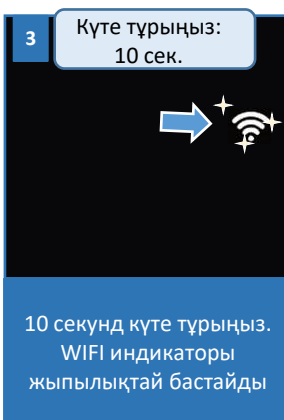 3
Күте тұрыңыз:
10 сек.
10 секунд күте тұрыңыз.
WIFI индикаторы
жыпылықтай бастайды